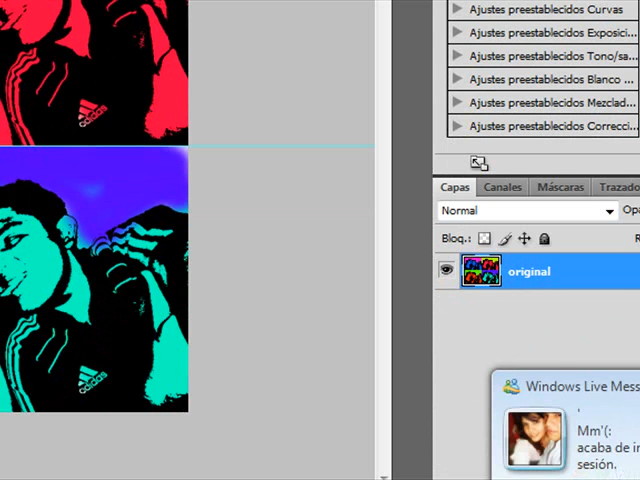 Ajustes preestablecidos Curvas
Ajustes preestablecidos Exposici...
Ajustes preestablecidos Tono/sa...
Ajustes preestablecidos Blanco ...
Ajustes preestablecidos Mezclad...
Ajustes preestablecidos Correcci...
adidas
Capas Canales Máscaras Trazado
Normal Opa
Bloq.: R
original
adidas
Windows Live Mess
Mm'(:
acaba de in
sesión.